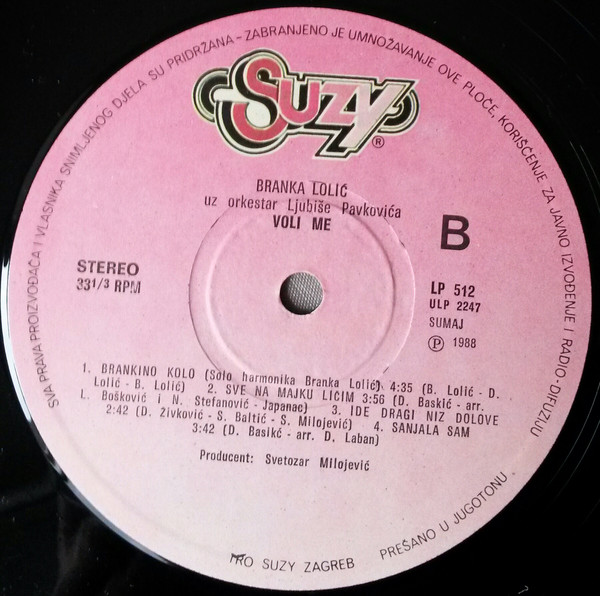 SVA PRAVA PROIZVOĐAČA I VLASNIKA SNIMLJENOG DJELA SU PRIDRŽANA – ZABRANJENO JE UMNOŽAVANJE OVE PLOČE, KORIŠĆENJE ZA JAVNO IZVOĐENJE I RADIO DIFUZIJU
SUZY®
BRANKA LOLIĆ
uz orkestar Ljubiše Pavkovića
VOLI ME
B
STEREO
33 1/3 RPM
LP 512
ULP 2247
SUMAJ
Ⓟ 1988
1. BRANKINO KOLO (Solo harmonika Branka Lolić) 4:35 (B. Lolić - D.
Lolić - B. Lolić) 2. SVE NA MAJKU LIČIM 3:56 (D. Baskić - arr.
L. Bošković i N. Stefanović - Japanac) 3. IDE DRAGI NIZ DOLOVE
2:42 (D. Živković - S. Baltić - S. Milojević) 4. SANJALA SAM
3:42 (D. Basikć - arr. D. Laban)
Producent: Svetozar Milojević
RO SUZY ZAGREB
PREŠANO U JUGOTONU